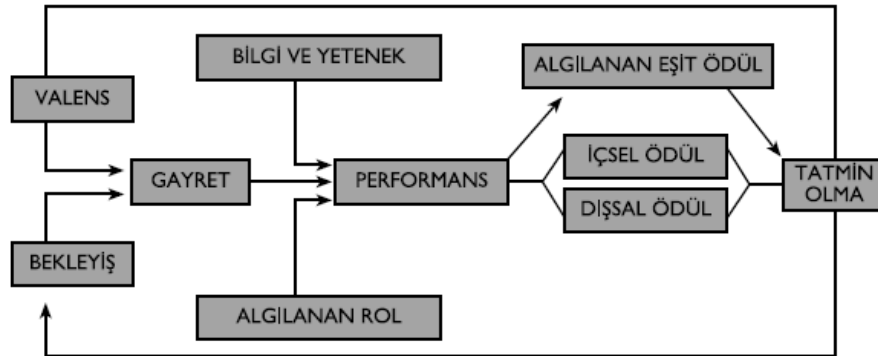 BİLGİ VE YETENEK
ALGILANAN EŞİT ÖDÜL
VALENS
İÇSEL ÖDÜL
GAYRET
PERFORMANS
TATMİN
OLMA
DIŞSAL ÖDÜL
BEKLEYİŞ
ALGILANAN ROL